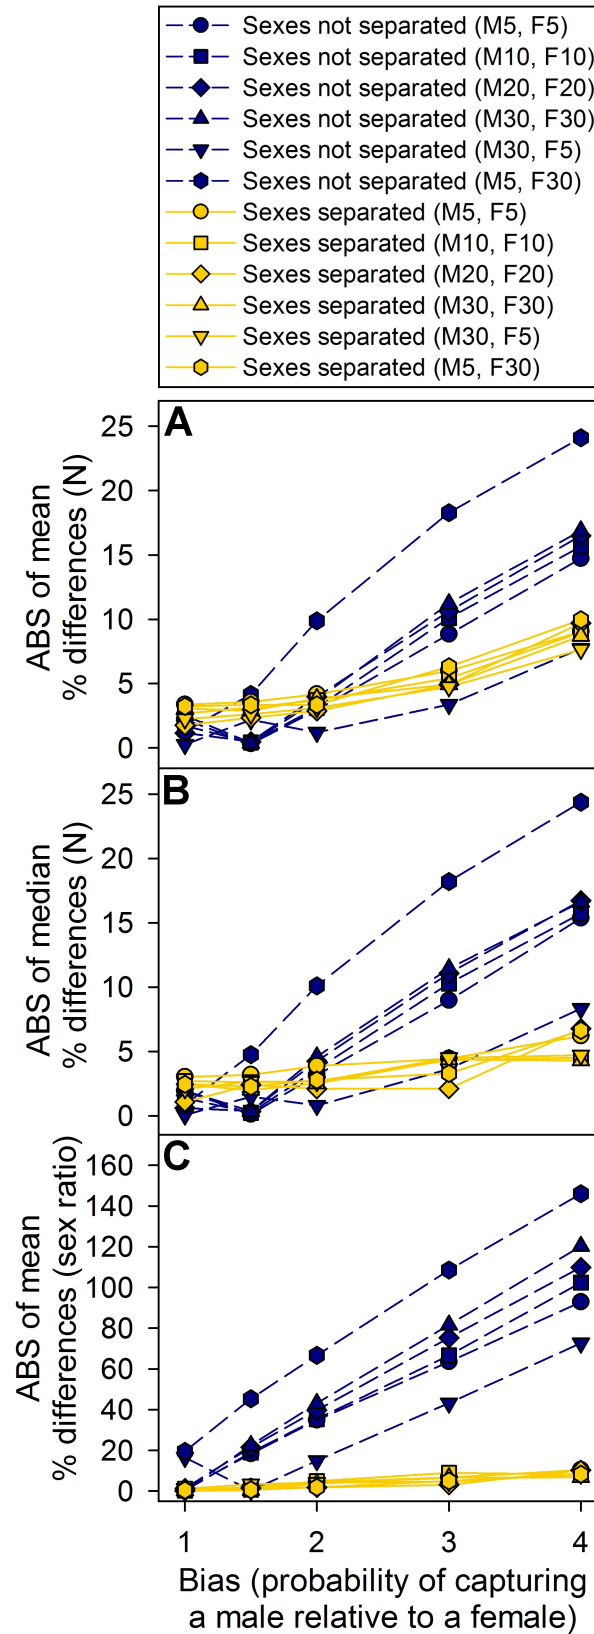 Sexes not separated (M5, F5)
Sexes not separated (M10, F10)
Sexes not separated (M20, F20)
Sexes not separated (M30, F30)
Sexes not separated (M30, F5)
Sexes not separated (M5, F30)
Sexes separated (M5, F5)
Sexes separated (M10, F10)
Sexes separated (M20, F20)
Sexes separated (M30, F30)
Sexes separated (M30, F5)
Sexes separated (M5, F30)
A
ABS of mean
% differences (N)
25
20
15
10
5
0
B
ABS of median
% differences (N)
25
20
15
10
5
0
C
ABS of mean
% differences (sex ratio)
160
140
120
100
80
60
40
20
0
1 2 3 4
Bias (probability of capturing
a male relative to a female)